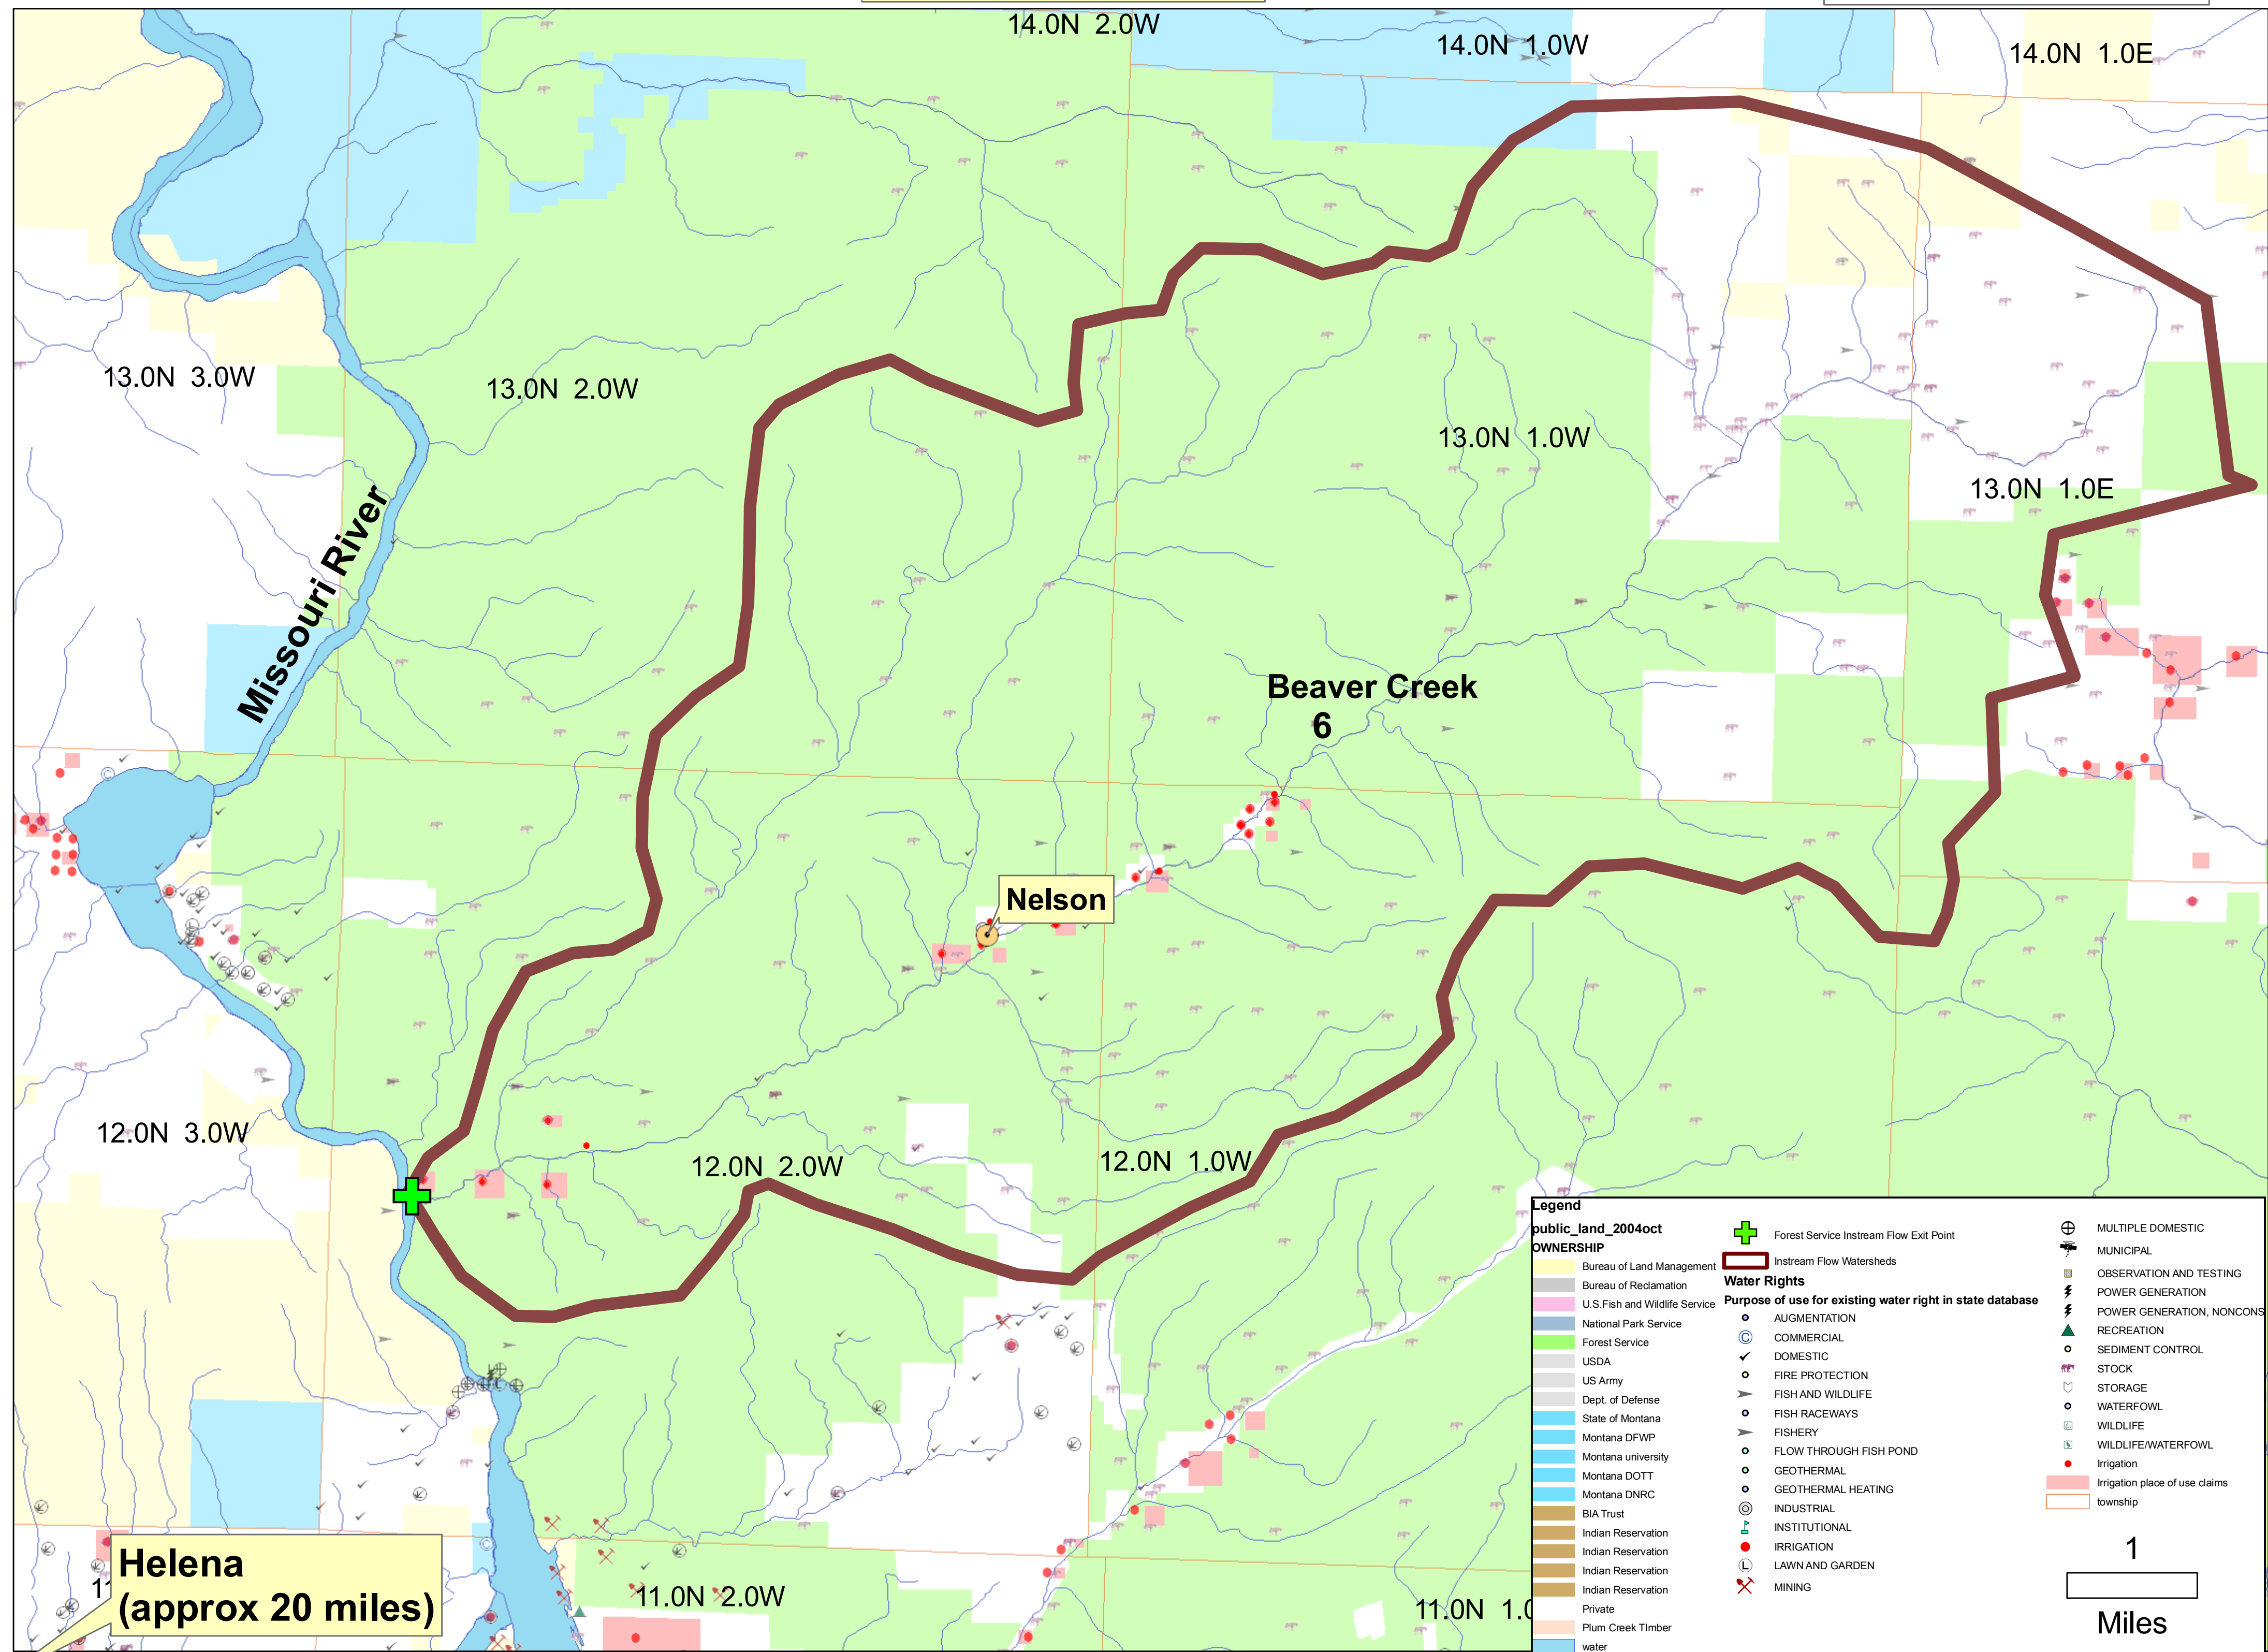 14.0N 2.0W
14.0N 1.0W
14.0N 1.0E
13.0N 3.0W
13.0N 2.0W
13.0N 1.0W
13.0N 1.0E
Missouri River
Beaver Creek
6
Nelson
12.0N 3.0W
12.0N 2.0W
12.0N 1.0W
Helena
(approx 20 miles)
11
11.0N 2.0W
11.0N 1.0
Legend
public_land_2004oct
OWNERSHIP
Bureau of Land Management
Bureau of Reclamation
U.S.Fish and Wildlife Service
National Park Service
Forest Service
USDA
US Army
Dept. of Defense
State of Montana
Montana DFWP
Montana university
Montana DOTT
Montana DNRC
BIA Trust
Indian Reservation
Indian Reservation
Indian Reservation
Indian Reservation
Private
Plum Creek TImber
water
Forest Service Instream Flow Exit Point
Instream Flow Watersheds
Water Rights
Purpose of use for existing water right in state database
AUGMENTATION
COMMERCIAL
DOMESTIC
FIRE PROTECTION
FISH AND WILDLIFE
FISH RACEWAYS
FISHERY
FLOW THROUGH FISH POND
GEOTHERMAL
GEOTHERMAL HEATING
INDUSTRIAL
INSTITUTIONAL
IRRIGATION
LAWN AND GARDEN
MINING
MULTIPLE DOMESTIC
MUNICIPAL
OBSERVATION AND TESTING
POWER GENERATION
POWER GENERATION, NONCONS
RECREATION
SEDIMENT CONTROL
STOCK
STORAGE
WATERFOWL
WILDLIFE
WILDLIFE/WATERFOWL
Irrigation
Irrigation place of use claims
township
1
Miles